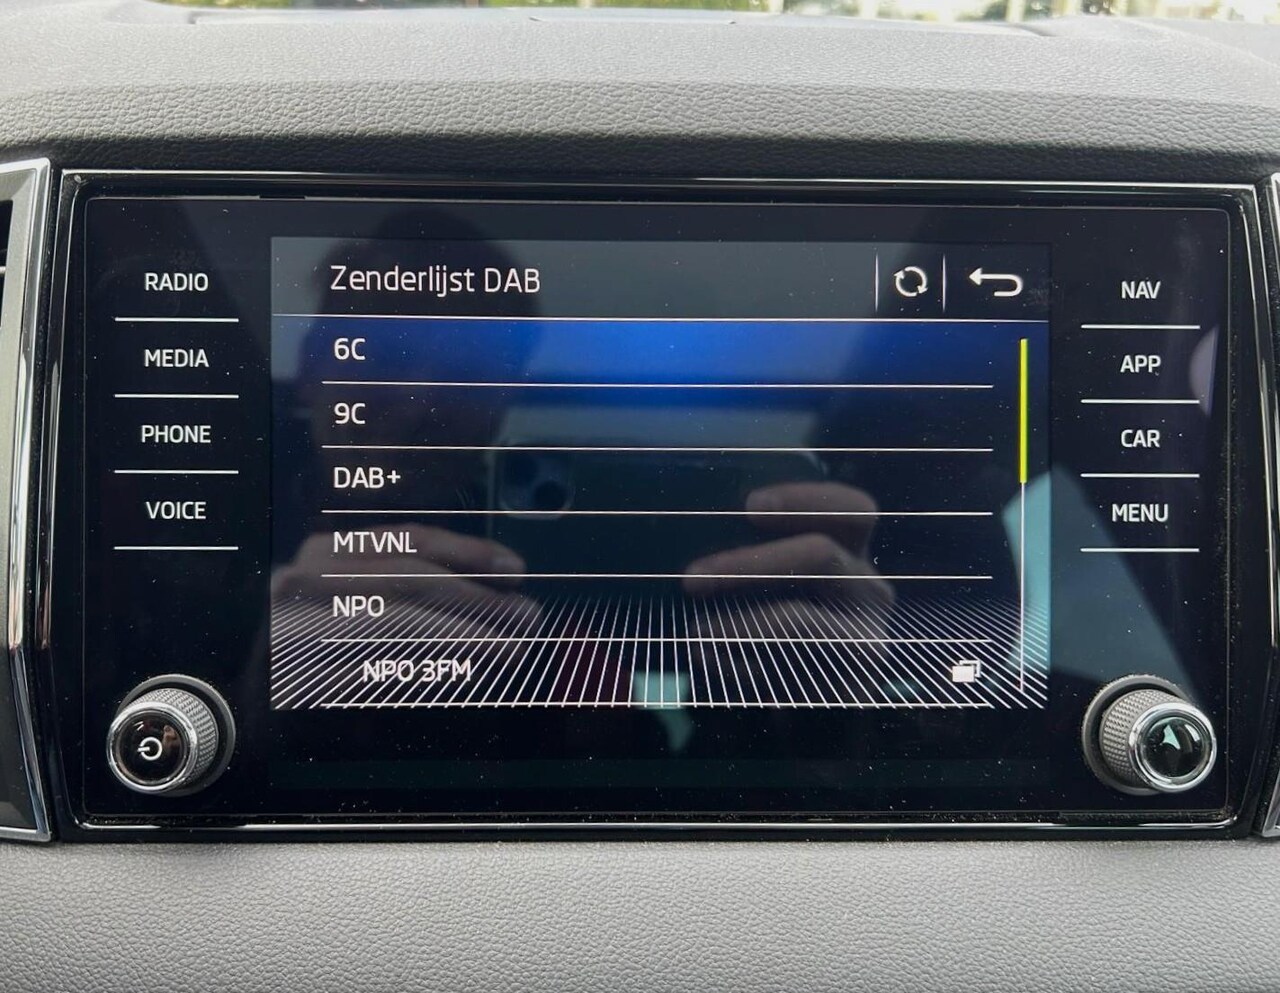 Zenderlijst DAB
RADIO
MEDIA
PHONE
VOICE
6C
9C
DAB+
MTVNL
NPO
NPO 3FM
NAV
APP
CAR
MENU